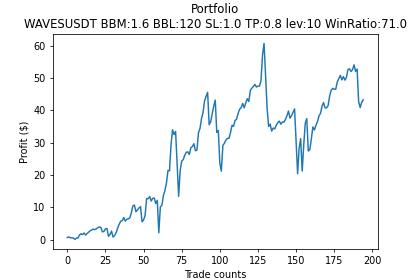 Portfolio
WAVESUSDT BBM:1.6 BBL:120 SL:1.0 TP:0.8 lev:10 WinRatio:71.0
60
50
40
30
20
10
0
Profit ($)
0 25 50 75 100 125 150 175 200
Trade counts